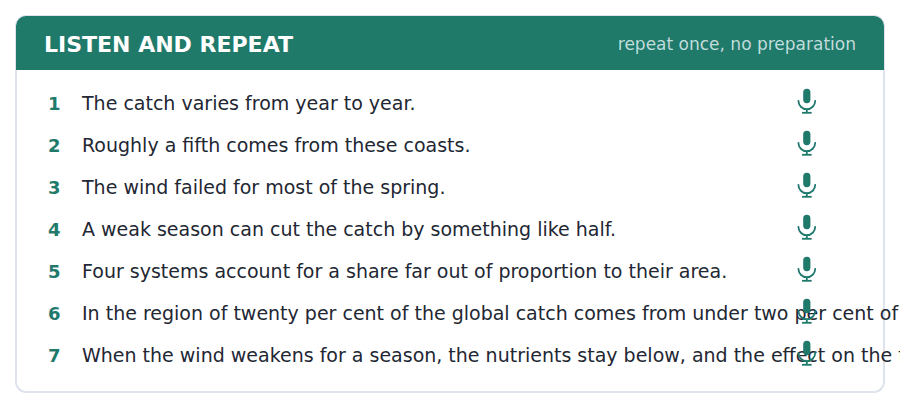 LISTEN AND REPEAT repeat once, no preparation
1 The catch varies from year to year.
2 Roughly a fifth comes from these coasts.
3 The wind failed for most of the spring.
4 A weak season can cut the catch by something like half.
5 Four systems account for a share far out of proportion to their area.
6 In the region of twenty per cent of the global catch comes from under two per cent of
7 When the wind weakens for a season, the nutrients stay below, and the effect on the